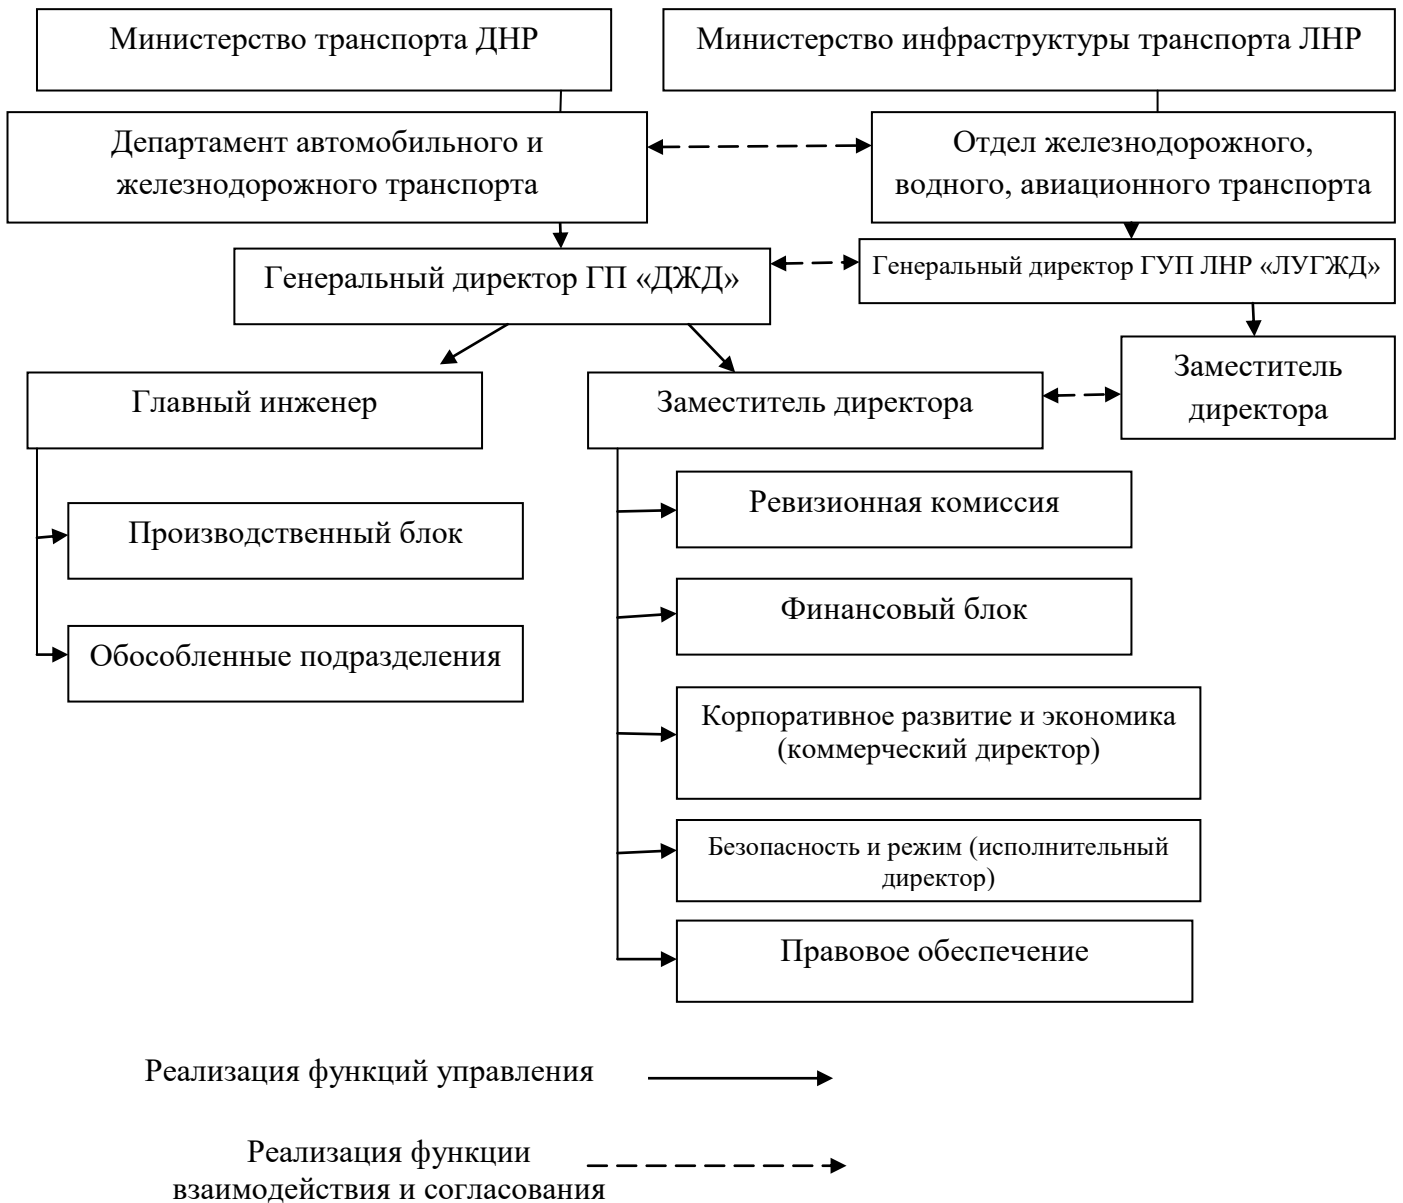 Министерство транспорта ДНР
Министерство инфраструктуры транспорта ЛНР
Департамент автомобильного и
железнодорожного транспорта
Отдел железнодорожного,
водного, авиационного транспорта
Генеральный директор ГП «ДЖД»
Генеральный директор ГУП ЛНР «ЛУГЖД»
Главный инженер
Заместитель директора
Заместитель
директора
Производственный блок
Обособленные подразделения
Ревизионная комиссия
Финансовый блок
Корпоративное развитие и экономика
(коммерческий директор)
Безопасность и режим (исполнительный
директор)
Правовое обеспечение
Реализация функций управления
Реализация функции
взаимодействия и согласования